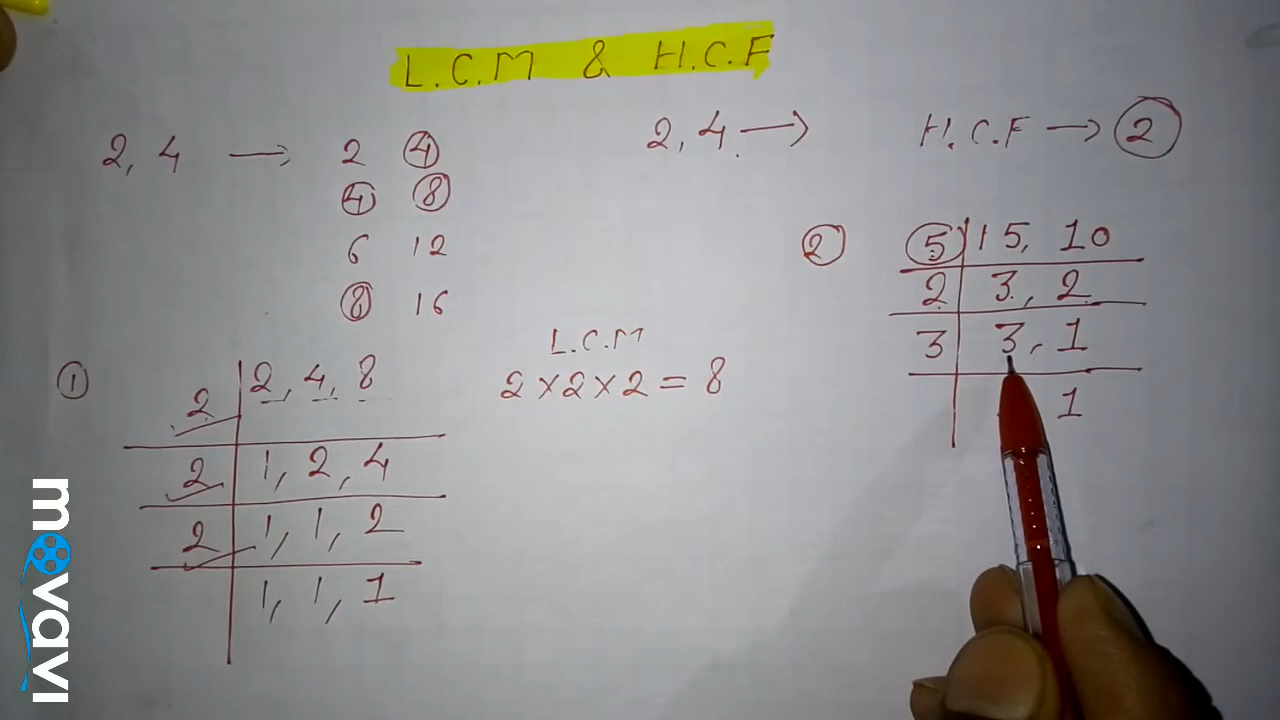 L.C.M & H.C.F
2, 4 → 2 4
4 8
6 12
8 16
2, 4 → H.C.F → 2
1
2 2, 4, 8
2 1, 2, 4
2 1, 1, 2
1, 1, 1
L.C.M
2×2×2 = 8
2
5 15, 10
2 3, 2
3 3, 1
1
movavi